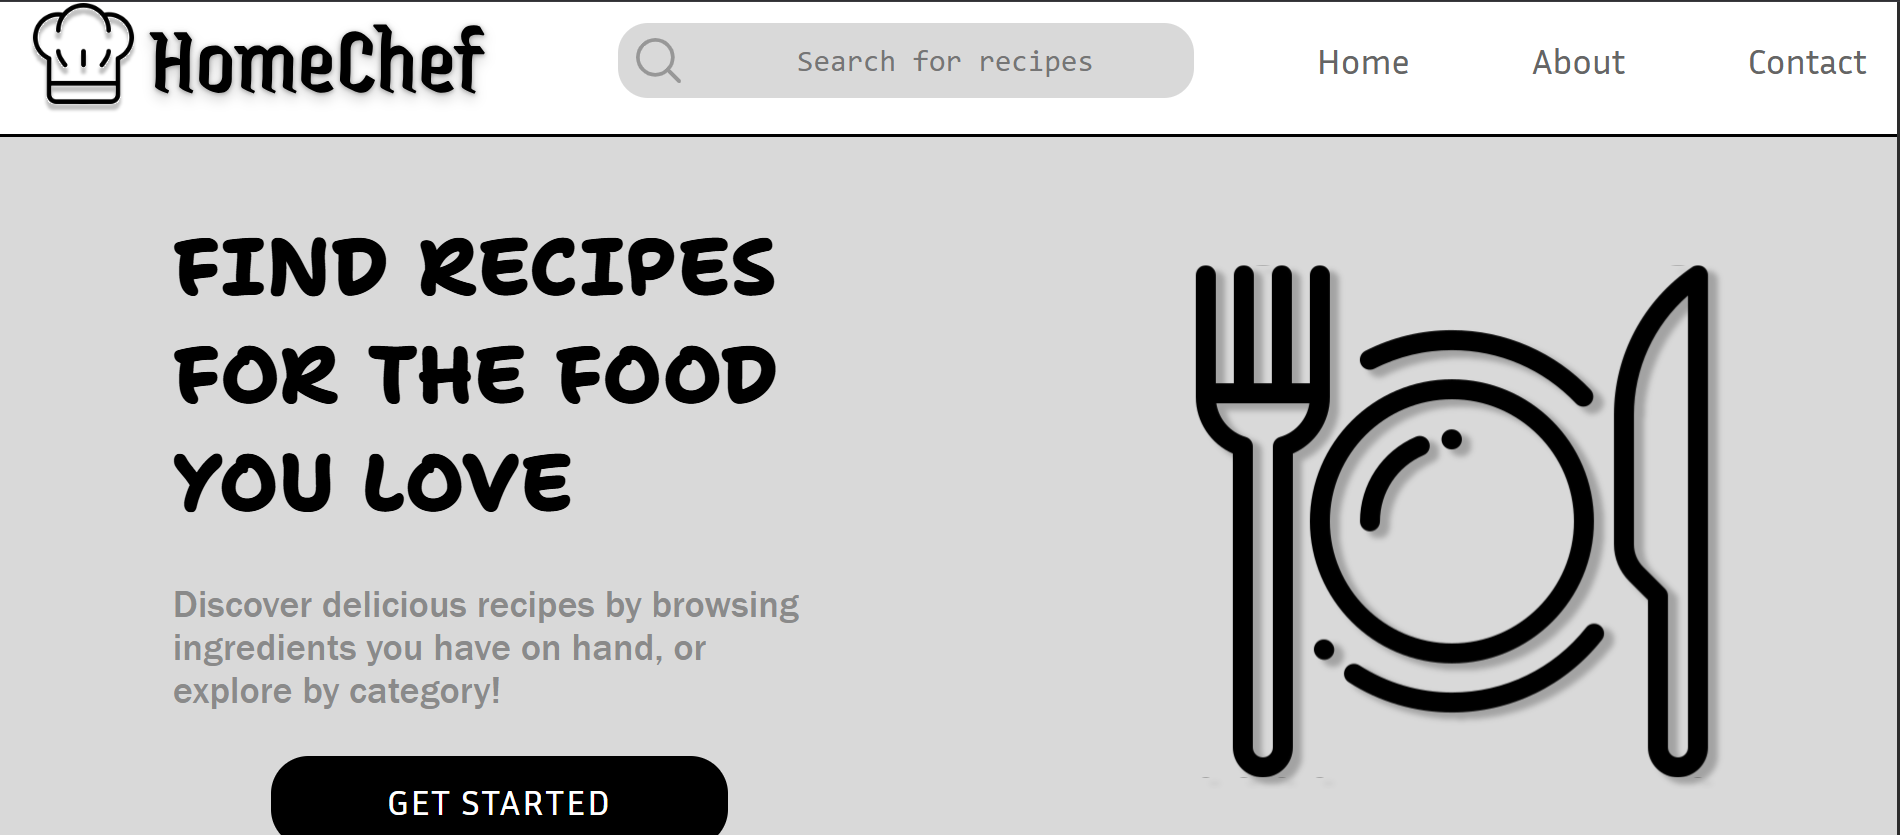 HomeChef
Search for recipes
Home
About
Contact
FIND RECIPES
FOR THE FOOD
YOU LOVE
Discover delicious recipes by browsing
ingredients you have on hand, or
explore by category!
GET STARTED